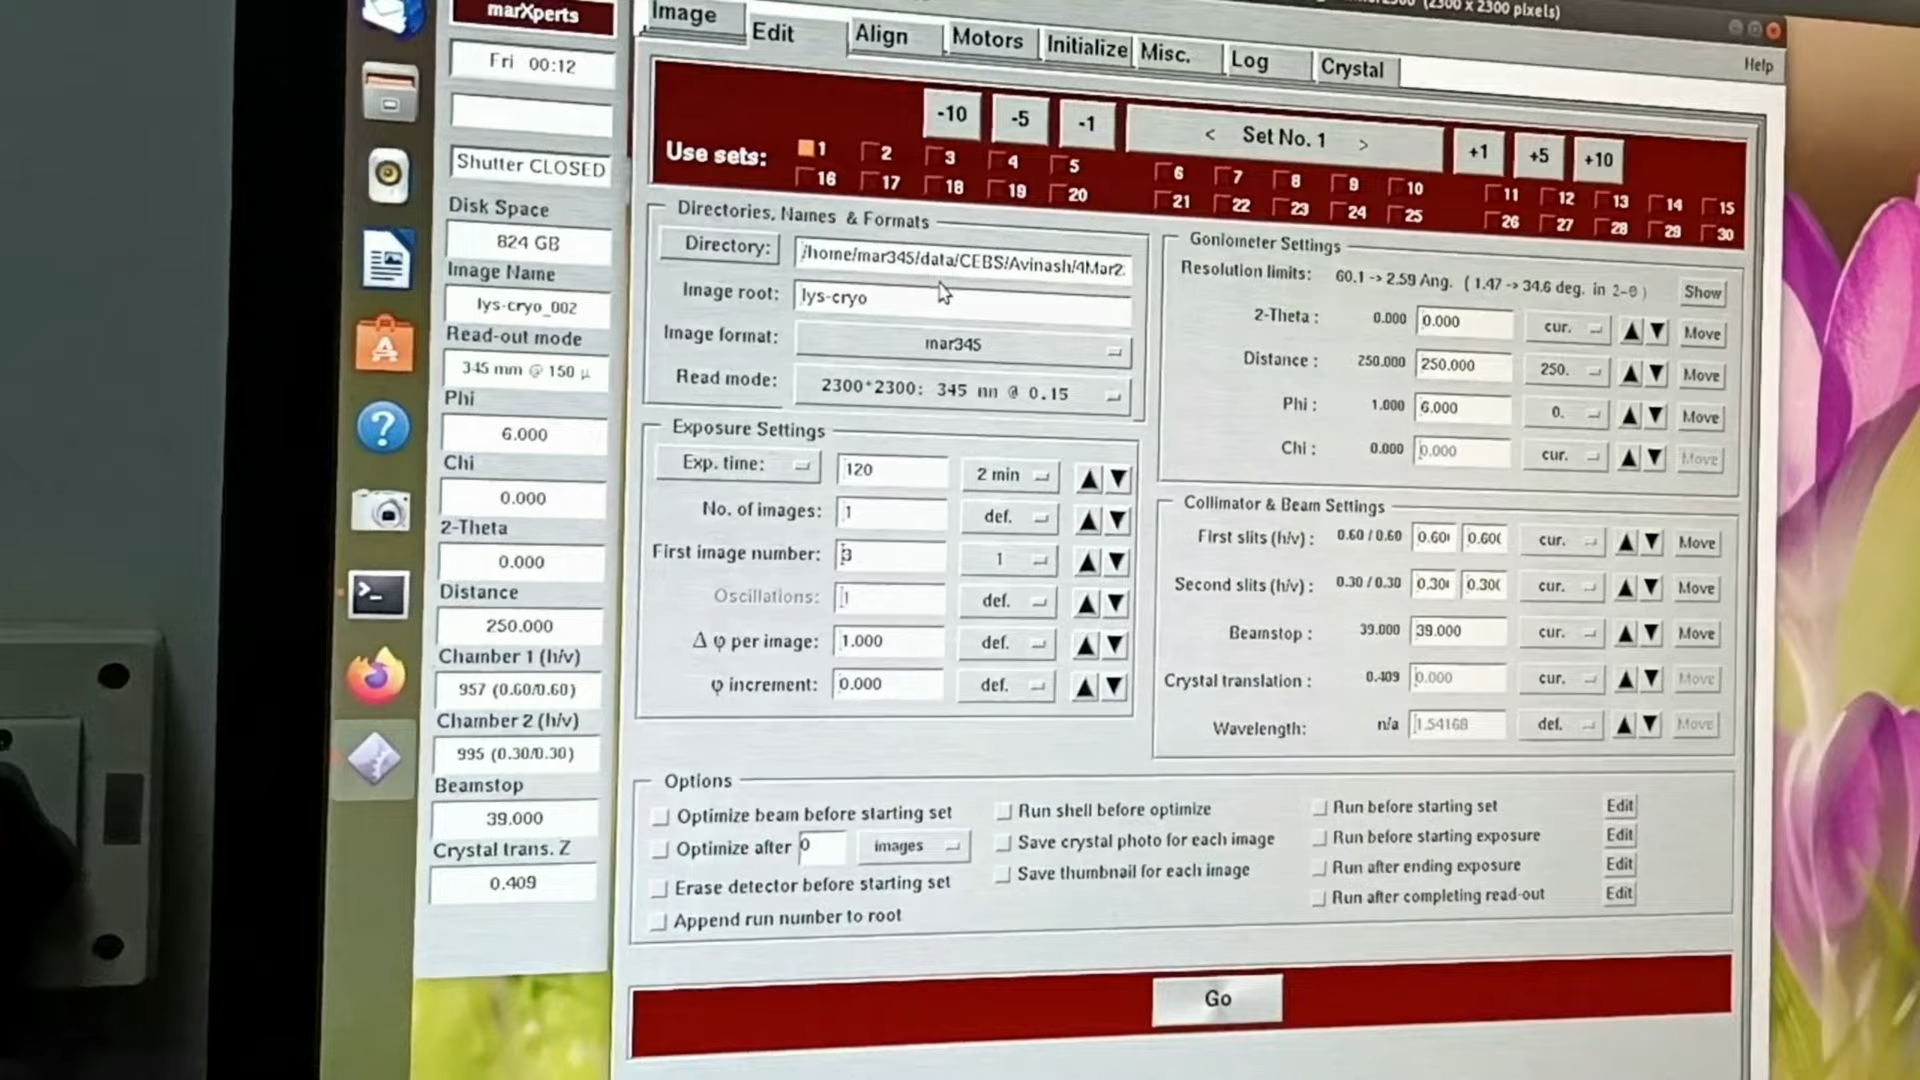 (2300 x 2300 pixels)
marXperts
Fri 00:12
Shutter CLOSED
Disk Space
824 GB
Image Name
lys-cryo_002
Read-out mode
345 mm @ 150 µ
Phi
6.000
Chi
0.000
2-Theta
0.000
Distance
250.000
Chamber 1 (h/v)
957 (0.60/0.60)
Chamber 2 (h/v)
995 (0.30/0.30)
Beamstop
39.000
Crystal trans. Z
0.409
Image Edit Align Motors Initialize Misc. Log Crystal Help
-10 -5 -1 < Set No. 1 > +1 +5 +10
Use sets: 1 2 3 4 5 6 7 8 9 10 11 12 13 14 15
16 17 18 19 20 21 22 23 24 25 26 27 28 29 30
Directories, Names & Formats
Directory: /home/mar345/data/CEBS/Avinash/4Mar2
Image root: lys-cryo
Image format: mar345
Read mode: 2300*2300: 345 mm @ 0.15
Exposure Settings
Exp. time: 120 2 min
No. of images: 1 def.
First image number: 3 1
Oscillations: 1 def.
Δ φ per image: 1.000 def.
φ increment: 0.000 def.
Goniometer Settings
Resolution limits: 60.1 -> 2.59 Ang. ( 1.47 -> 34.6 deg. in 2-θ ) Show
2-Theta : 0.000 0.000 cur. Move
Distance : 250.000 250.000 250. Move
Phi : 1.000 6.000 0. Move
Chi : 0.000 0.000 cur. Move
Collimator & Beam Settings
First slits (h/v) : 0.60 / 0.60 0.60 0.60 cur. Move
Second slits (h/v) : 0.30 / 0.30 0.30 0.30 cur. Move
Beamstop : 39.000 39.000 cur. Move
Crystal translation : 0.409 0.000 cur. Move
Wavelength: n/a 1.54168 def. Move
Options
Optimize beam before starting set Run shell before optimize Run before starting set Edit
Optimize after 0 images Save crystal photo for each image Run before starting exposure Edit
Erase detector before starting set Save thumbnail for each image Run after ending exposure Edit
Append run number to root Run after completing read-out Edit
Go